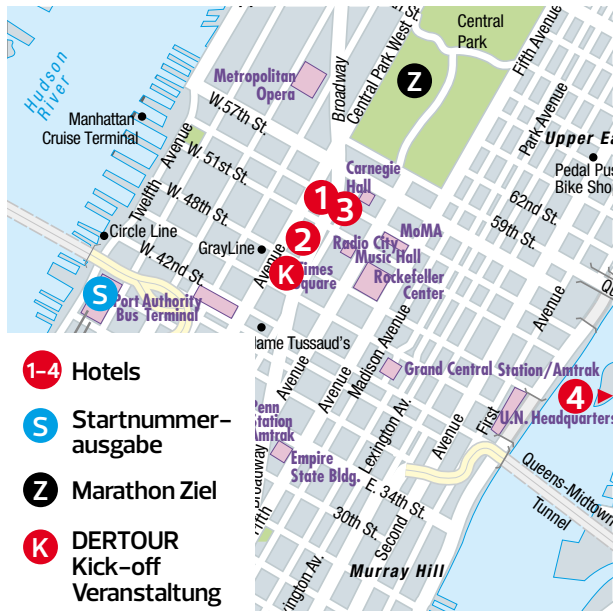 Hudson
River
Metropolitan
Opera
Broadway
Central Park West
Central
Park
Fifth Avenue
Z
Manhattan
Cruise Terminal
W.57th St.
W. 51st St.
W. 48th St.
W. 42nd St.
Twelfth Avenue
Circle Line
GrayLine
Avenue
Carnegie
Hall
1
3
2
K
Times
Square
Radio City
Music Hall
MoMA
Rockefeller
Center
Park Avenue
Upper Ea
Pedal Pus
Bike Sho
62nd St.
59th St.
S
Port Authority
Bus Terminal
dame Tussaud's
Avenue
Avenue
Madison Avenue
Avenue
Grand Central Station/Amtrak
First
U.N. Headquarters
4
Penn
Station
Amtrak
Empire
State Bldg.
Broadway
Fifth
Lexington Av.
Avenue
E. 34th St.
30th St.
Second
Lexington Av.
Murray Hill
Queens-Midtown
Tunnel
1–4 Hotels
S Startnummer-
ausgabe
Z Marathon Ziel
K DERTOUR
Kick-off
Veranstaltung